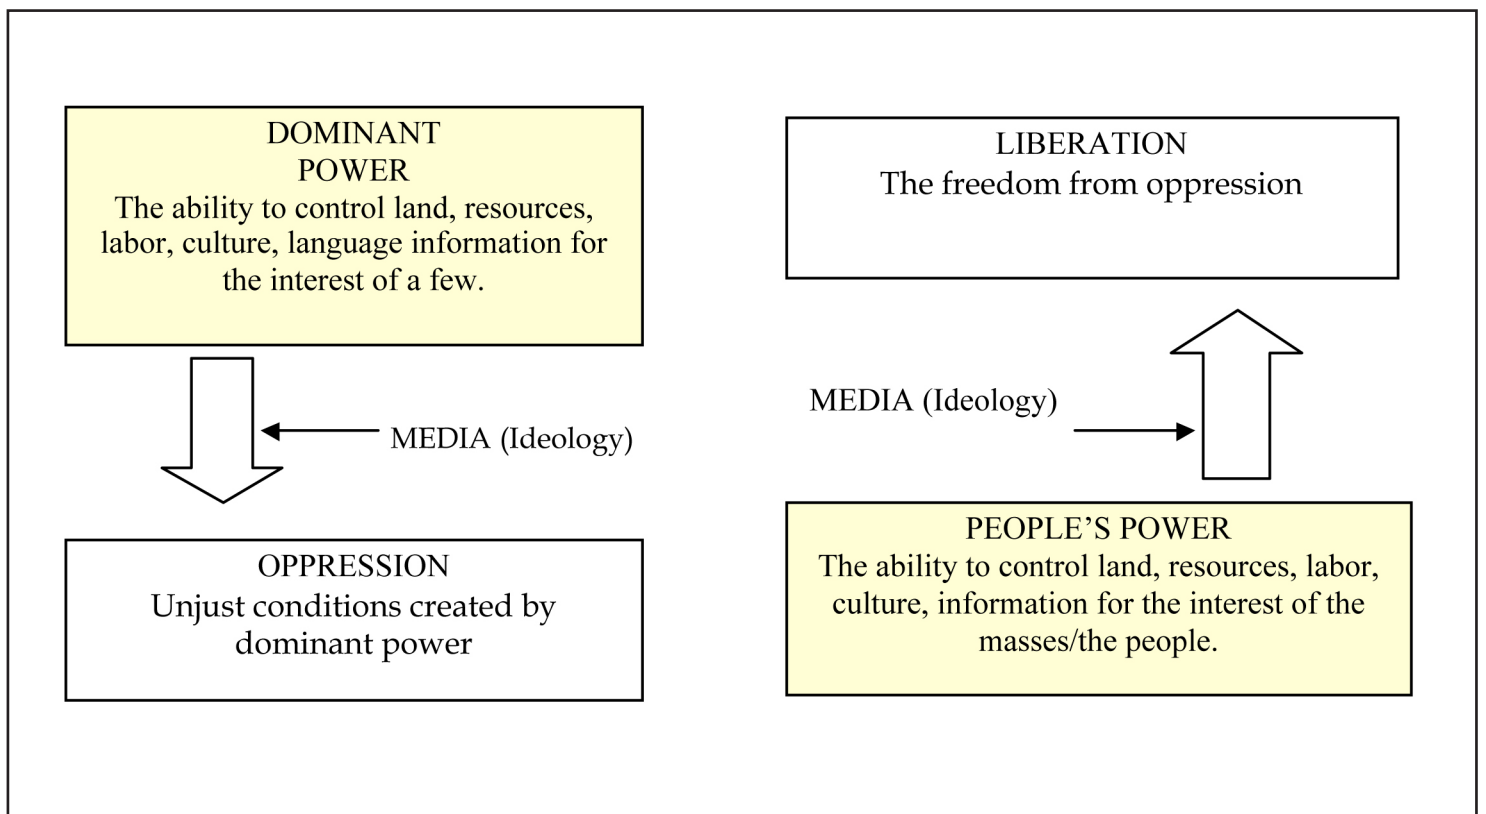 DOMINANT
POWER
The ability to control land, resources,
labor, culture, language information for
the interest of a few.
MEDIA (Ideology)
OPPRESSION
Unjust conditions created by
dominant power
LIBERATION
The freedom from oppression
MEDIA (Ideology)
PEOPLE’S POWER
The ability to control land, resources, labor,
culture, information for the interest of the
masses/the people.